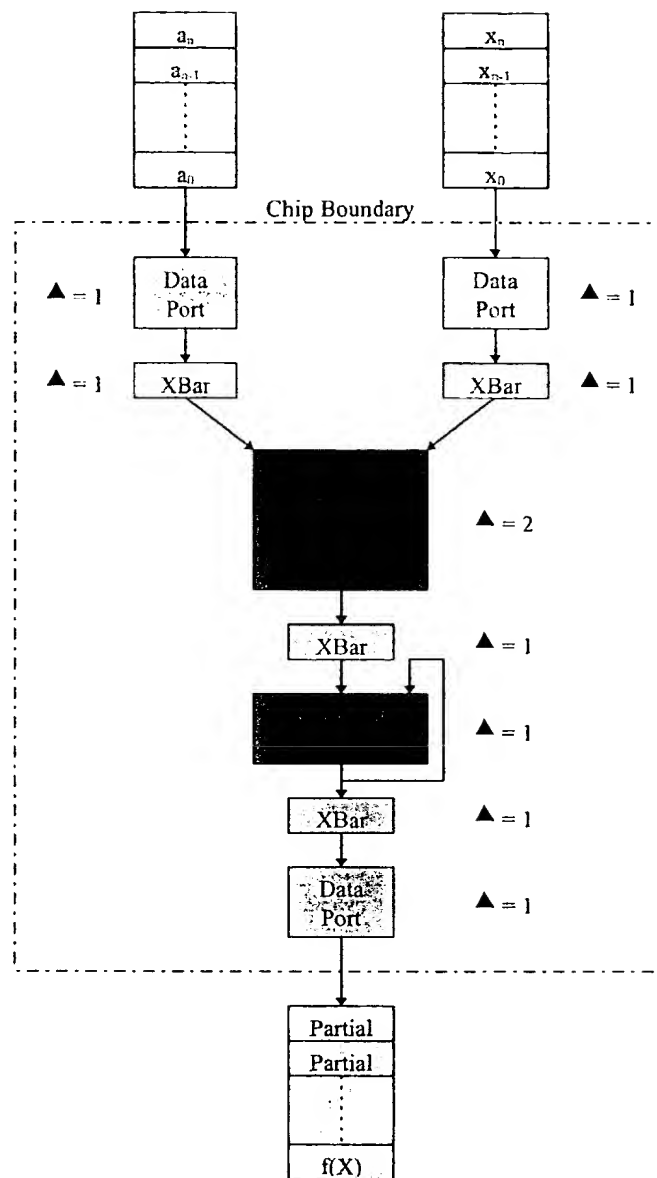 aₙ
xₙ
aₙ₋₁
xₙ₋₁
a₀
x₀
Chip Boundary
▲ = 1
Data
Port
Data
Port
▲ = 1
▲ = 1
XBar
XBar
▲ = 1
▲ = 2
XBar
▲ = 1
▲ = 1
XBar
▲ = 1
Data
Port
▲ = 1
Partial
Partial
f(X)